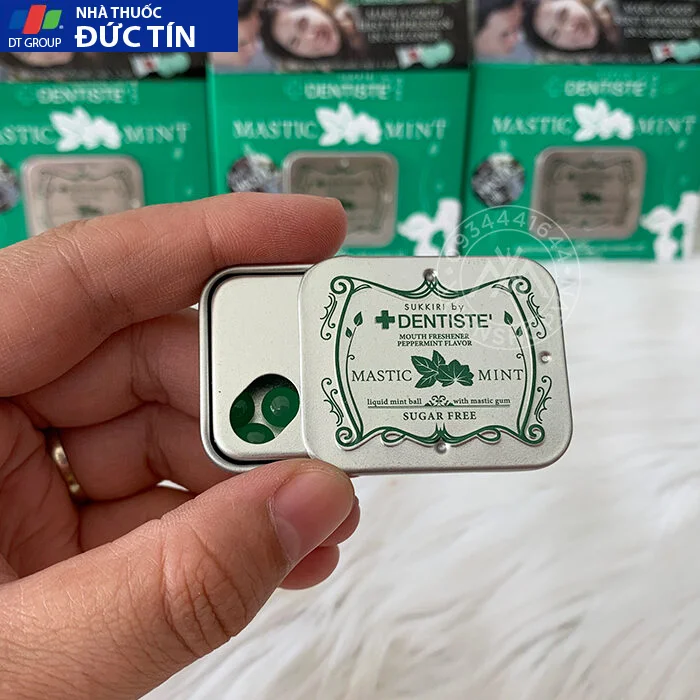 NHÀ THUỐC
ĐỨC TÍN
DT GROUP
DENTISTE'
MASTIC MINT
DENTISTE'
MASTIC MINT
DENTISTE'
MASTIC MINT
SUKKIRI by
DENTISTE'
MOUTH FRESHENER
PEPPERMINT FLAVOR
MASTIC MINT
liquid mint ball with mastic gum
SUGAR FREE